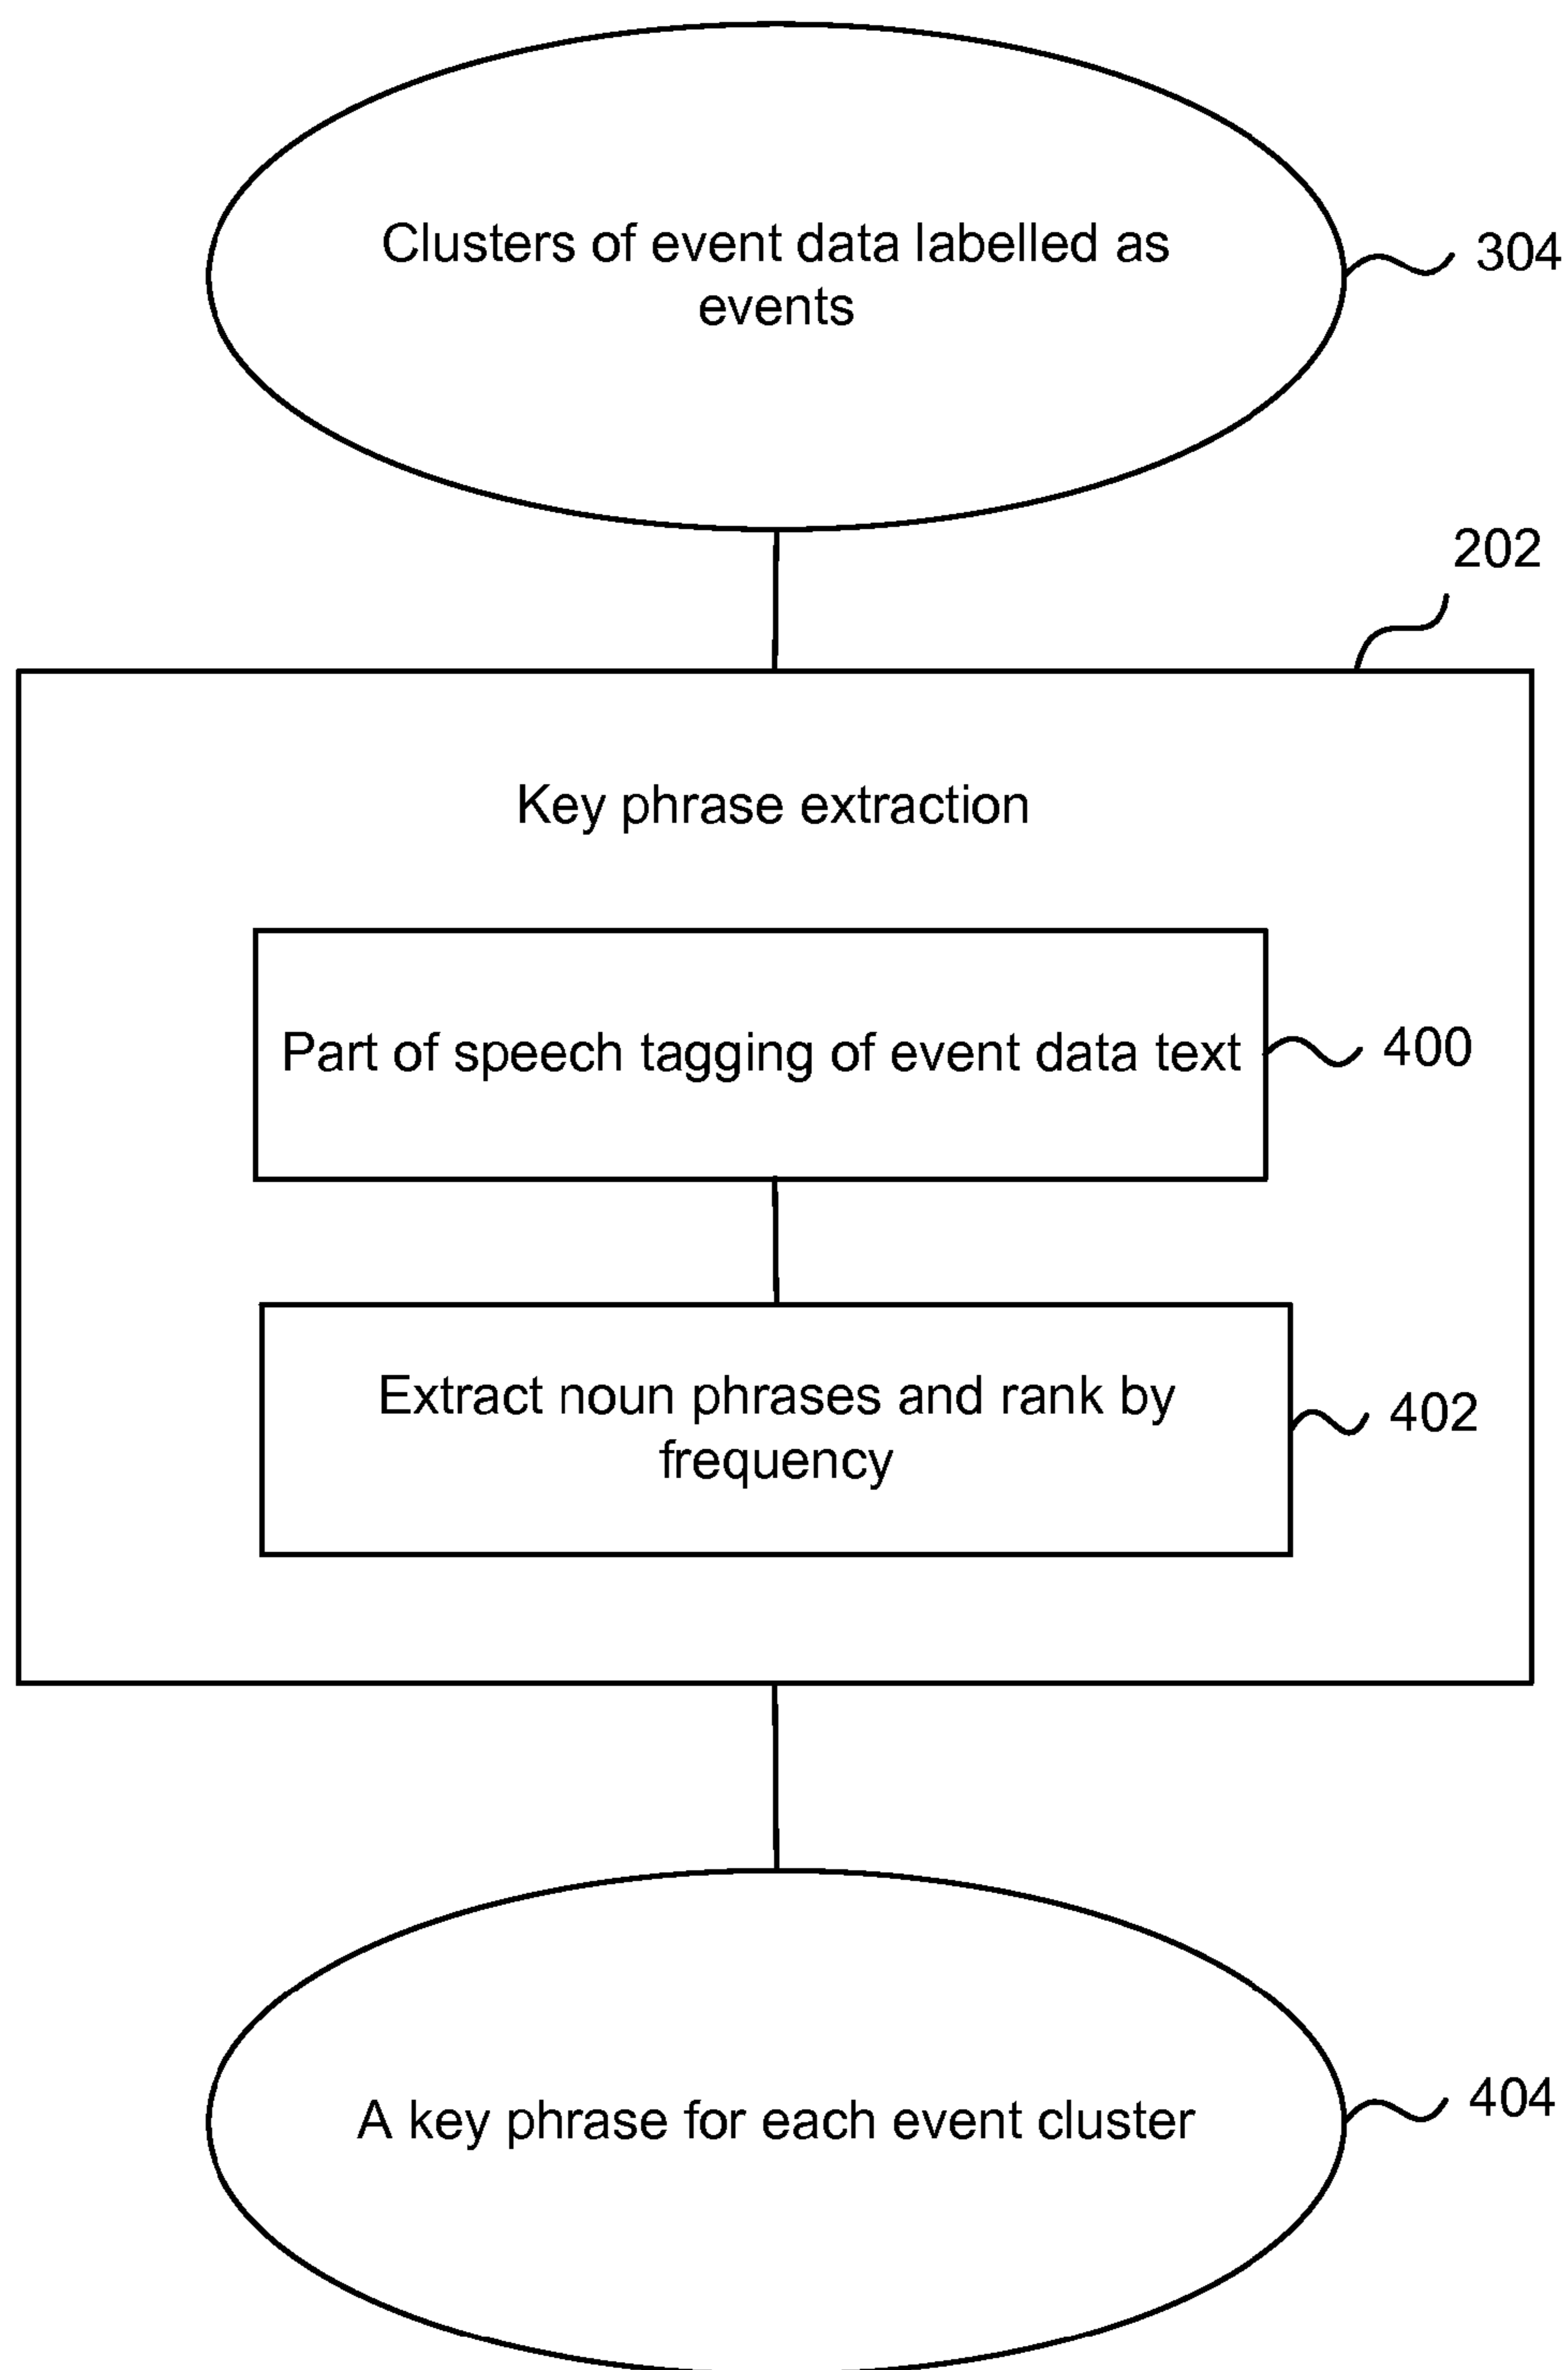 Clusters of event data labelled as
events
304
202
Key phrase extraction
Part of speech tagging of event data text
400
Extract noun phrases and rank by
frequency
402
A key phrase for each event cluster
404